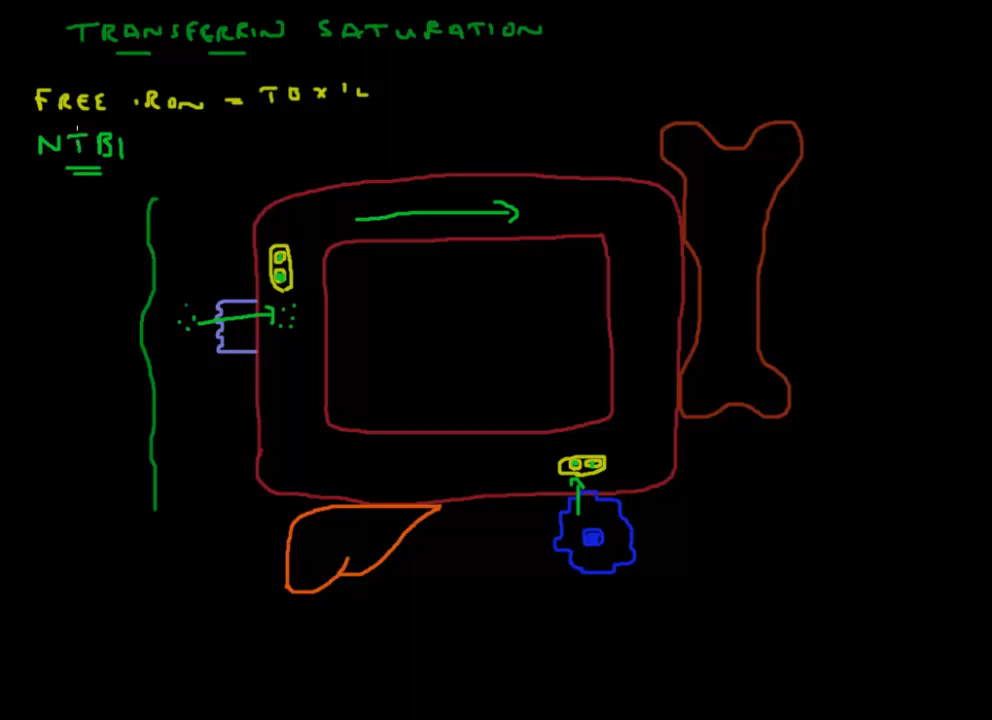 TRANSFERRIN SATURATION
FREE IRON = TOXIC
NTBI